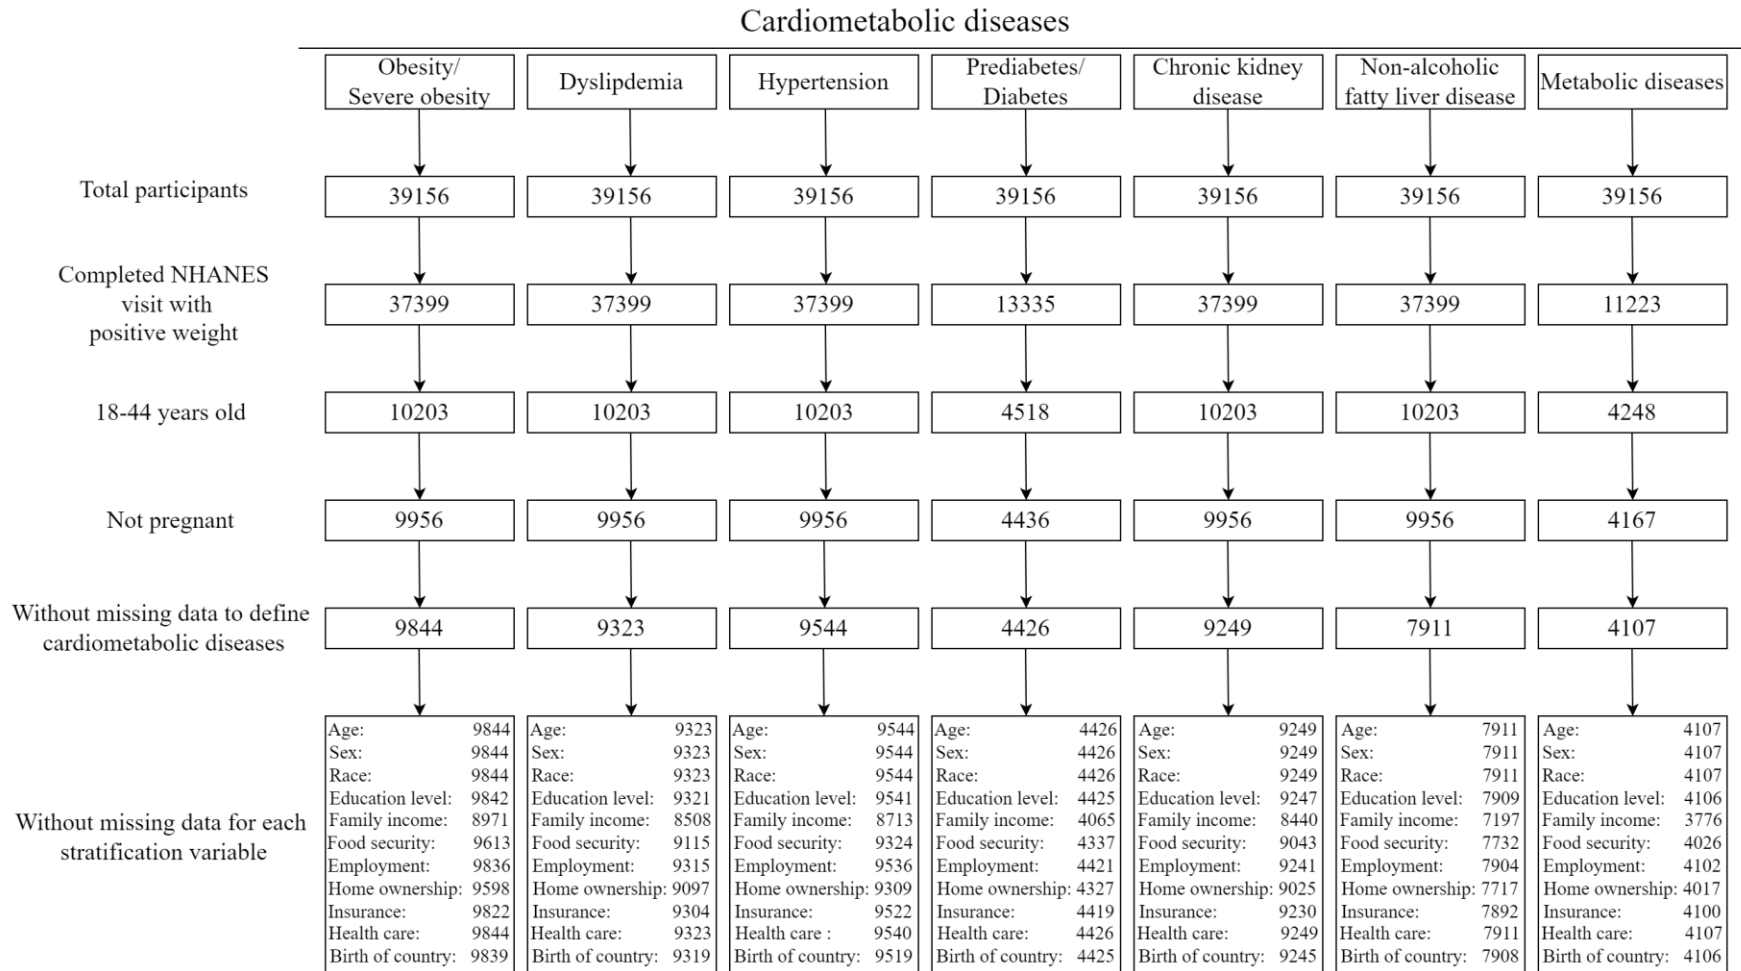 Cardiometabolic diseases
Obesity/
Severe obesity
Dyslipdemia
Hypertension
Prediabetes/
Diabetes
Chronic kidney
disease
Non-alcoholic
fatty liver disease
Metabolic diseases
Total participants
39156
39156
39156
39156
39156
39156
39156
Completed NHANES
visit with
positive weight
37399
37399
37399
13335
37399
37399
11223
18-44 years old
10203
10203
10203
4518
10203
10203
4248
Not pregnant
9956
9956
9956
4436
9956
9956
4167
Without missing data to define
cardiometabolic diseases
9844
9323
9544
4426
9249
7911
4107
Without missing data for each
stratification variable
Age: 9844
Sex: 9844
Race: 9844
Education level: 9842
Family income: 8971
Food security: 9613
Employment: 9836
Home ownership: 9598
Insurance: 9822
Health care: 9844
Birth of country: 9839
Age: 9323
Sex: 9323
Race: 9323
Education level: 9321
Family income: 8508
Food security: 9115
Employment: 9315
Home ownership: 9097
Insurance: 9304
Health care: 9323
Birth of country: 9319
Age: 9544
Sex: 9544
Race: 9544
Education level: 9541
Family income: 8713
Food security: 9324
Employment: 9536
Home ownership: 9309
Insurance: 9522
Health care : 9540
Birth of country: 9519
Age: 4426
Sex: 4426
Race: 4426
Education level: 4425
Family income: 4065
Food security: 4337
Employment: 4421
Home ownership: 4327
Insurance: 4419
Health care: 4426
Birth of country: 4425
Age: 9249
Sex: 9249
Race: 9249
Education level: 9247
Family income: 8440
Food security: 9043
Employment: 9241
Home ownership: 9025
Insurance: 9230
Health care: 9249
Birth of country: 9245
Age: 7911
Sex: 7911
Race: 7911
Education level: 7909
Family income: 7197
Food security: 7732
Employment: 7904
Home ownership: 7717
Insurance: 7892
Health care: 7911
Birth of country: 7908
Age: 4107
Sex: 4107
Race: 4107
Education level: 4106
Family income: 3776
Food security: 4026
Employment: 4102
Home ownership: 4017
Insurance: 4100
Health care: 4107
Birth of country: 4106